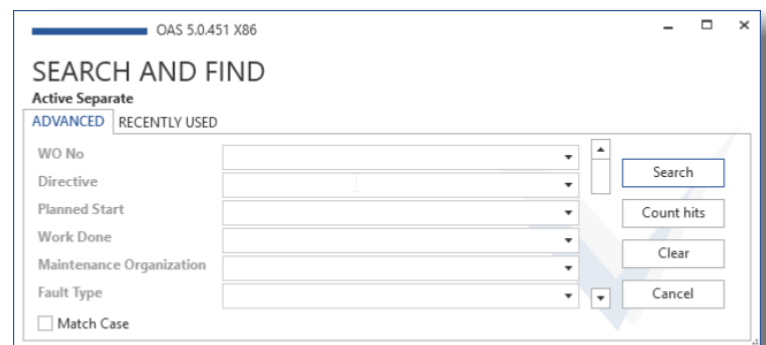 OAS 5.0.451 X86
SEARCH AND FIND
Active Separate
ADVANCED RECENTLY USED
WO No
Search
Directive
Planned Start
Count hits
Work Done
Clear
Maintenance Organization
Fault Type
Cancel
Match Case